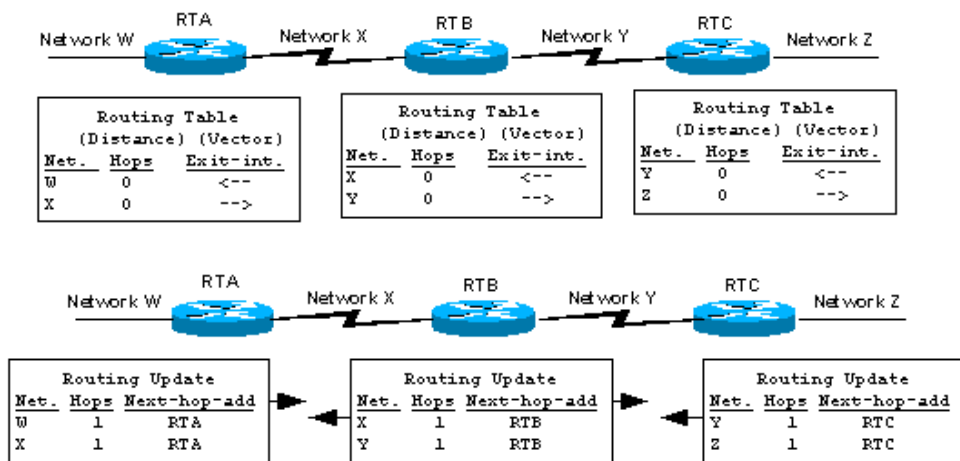 RTA RTB RTC
Network W Network X Network Y Network Z
Routing Table
(Distance) (Vector)
Net. Hops Exit-int.
W 0 <--
X 0 -->
Routing Table
(Distance) (Vector)
Net. Hops Exit-int.
X 0 <--
Y 0 -->
Routing Table
(Distance) (Vector)
Net. Hops Exit-int.
Y 0 <--
Z 0 -->
RTA RTB RTC
Network W Network X Network Y Network Z
Routing Update
Net. Hops Next-hop-add
W 1 RTA
X 1 RTA
Routing Update
Net. Hops Next-hop-add
X 1 RTB
Y 1 RTB
Routing Update
Net. Hops Next-hop-add
Y 1 RTC
Z 1 RTC